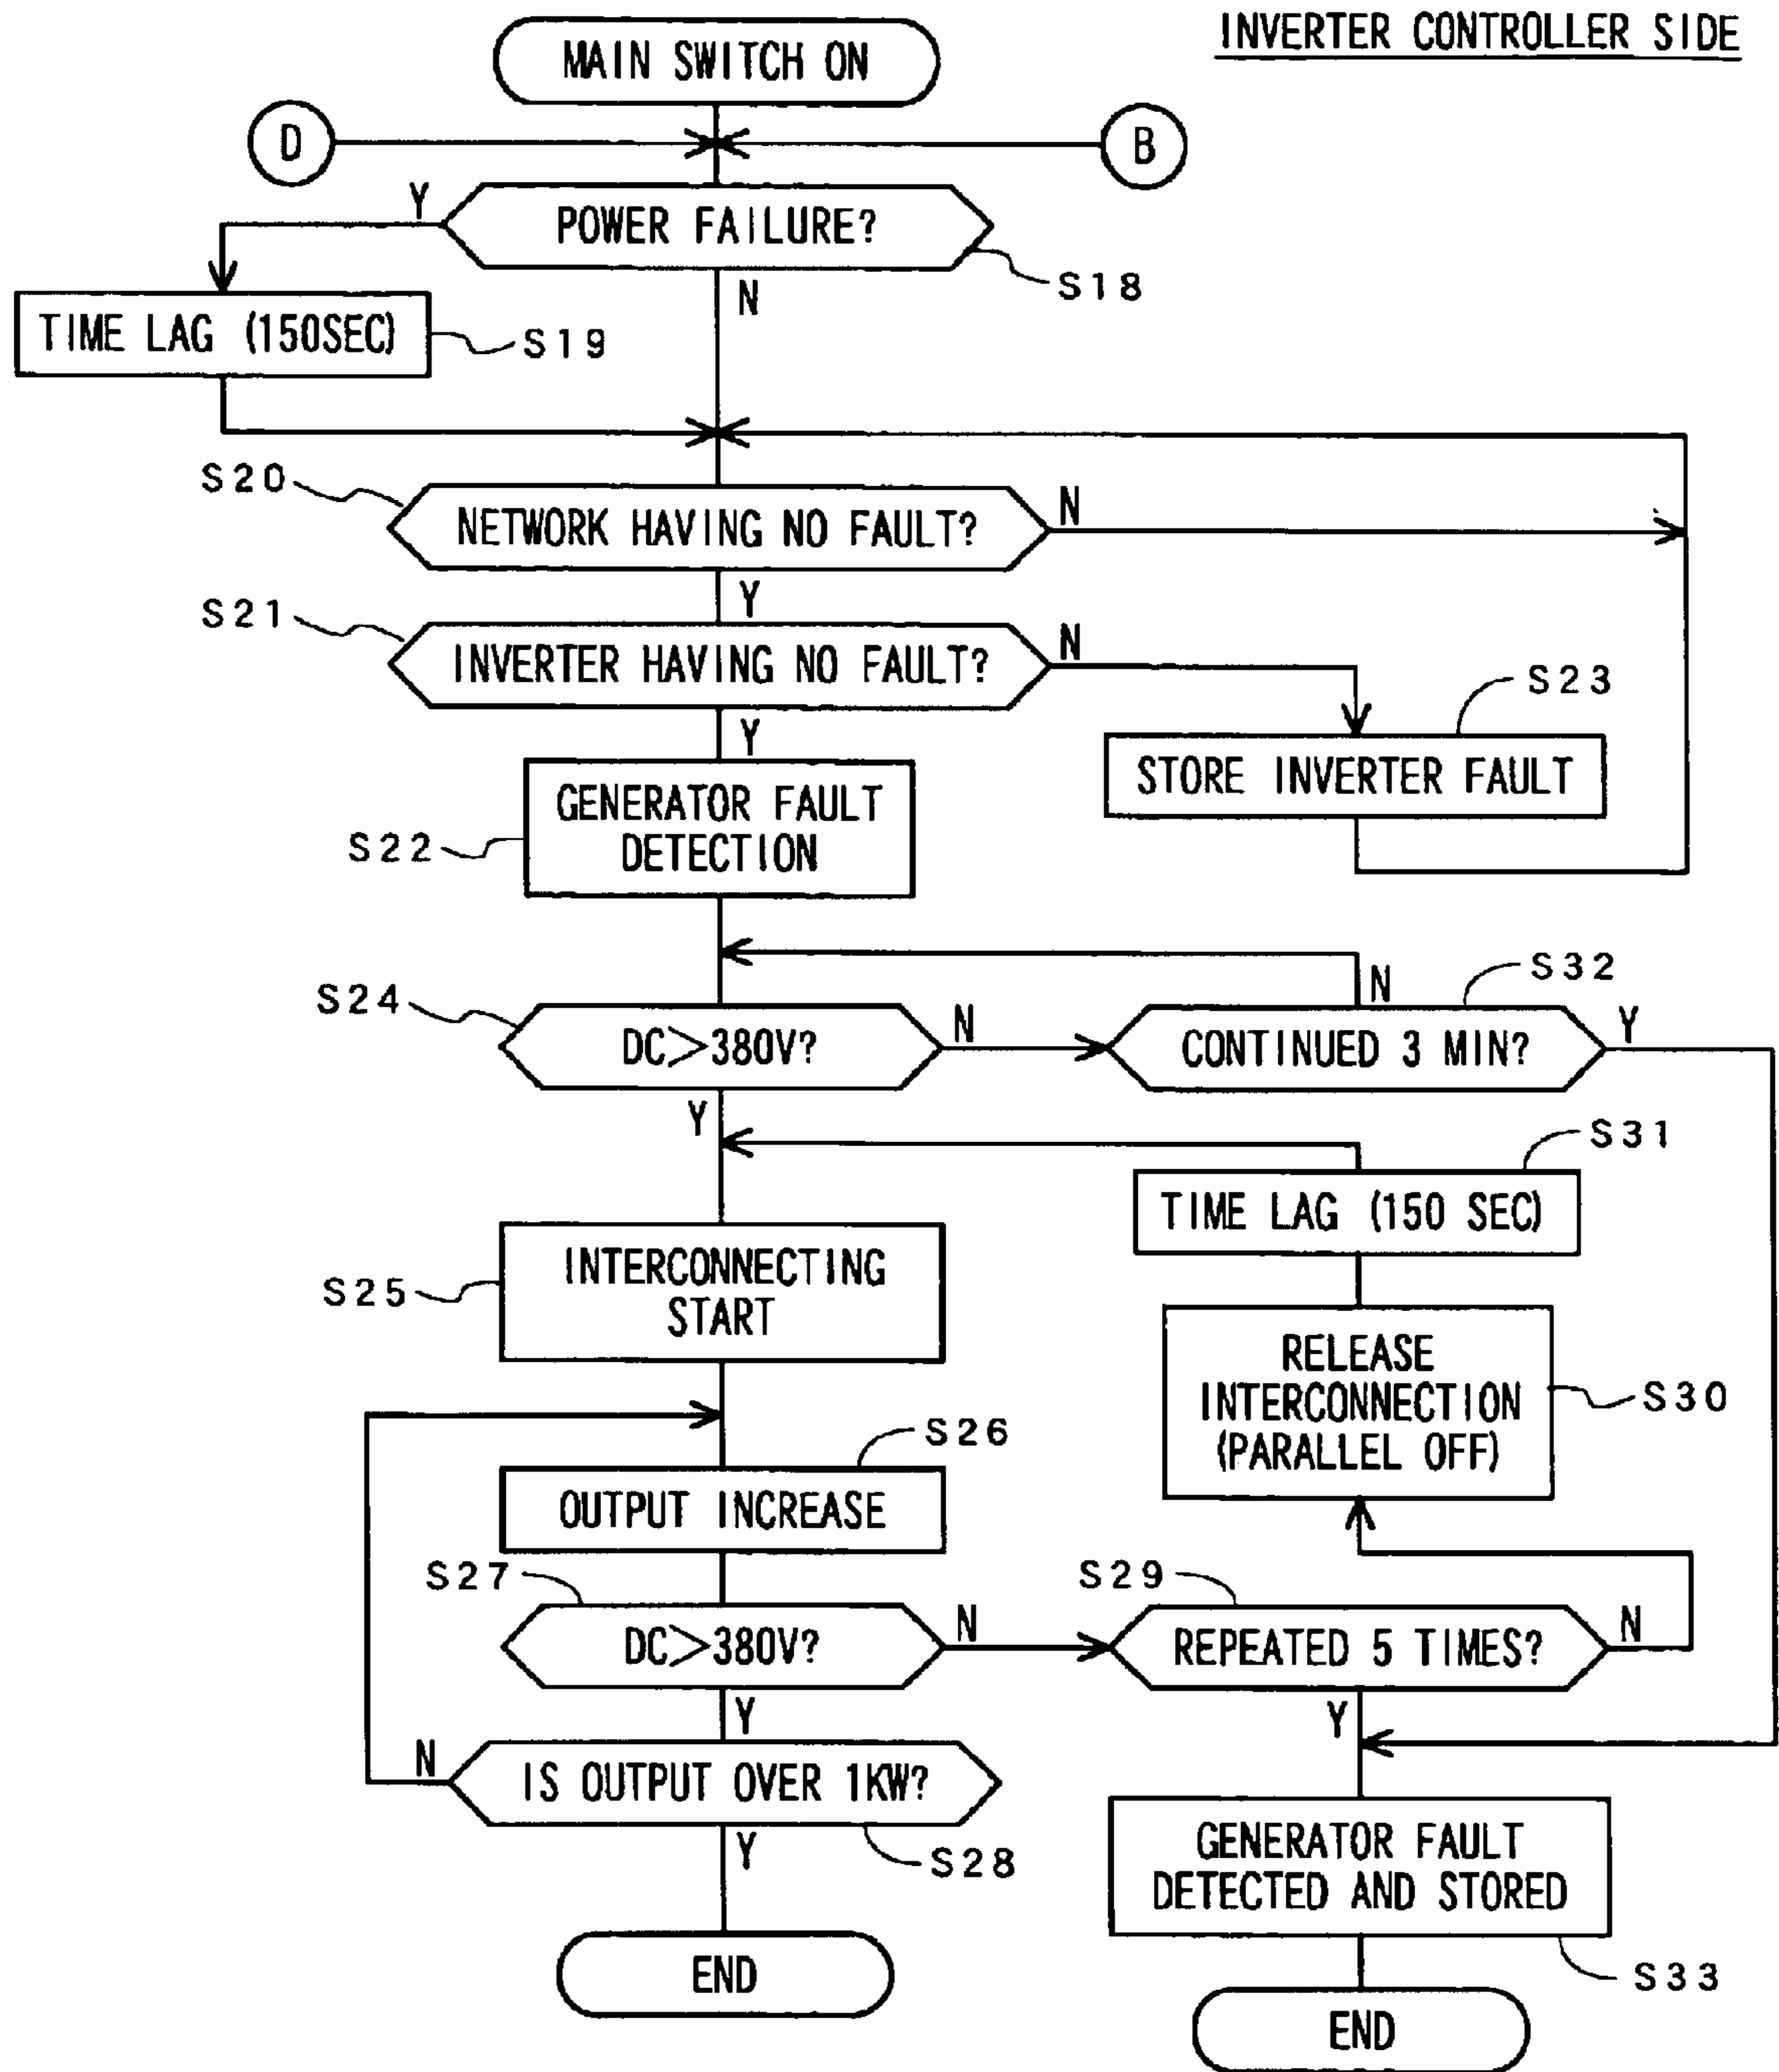 INVERTER CONTROLLER SIDE
MAIN SWITCH ON
D
B
Y
POWER FAILURE?
S18
N
TIME LAG (150SEC)
S19
S20
NETWORK HAVING NO FAULT?
N
Y
S21
INVERTER HAVING NO FAULT?
N
S23
Y
STORE INVERTER FAULT
GENERATOR FAULT
DETECTION
S22
S32
N
S24
DC>380V?
N
CONTINUED 3 MIN?
Y
Y
S31
TIME LAG (150 SEC)
INTERCONNECTING
START
S25
RELEASE
INTERCONNECTION
(PARALLEL OFF)
S30
S26
OUTPUT INCREASE
S27
S29
DC>380V?
N
REPEATED 5 TIMES?
N
Y
Y
N
IS OUTPUT OVER 1KW?
Y
S28
GENERATOR FAULT
DETECTED AND STORED
S33
END
END